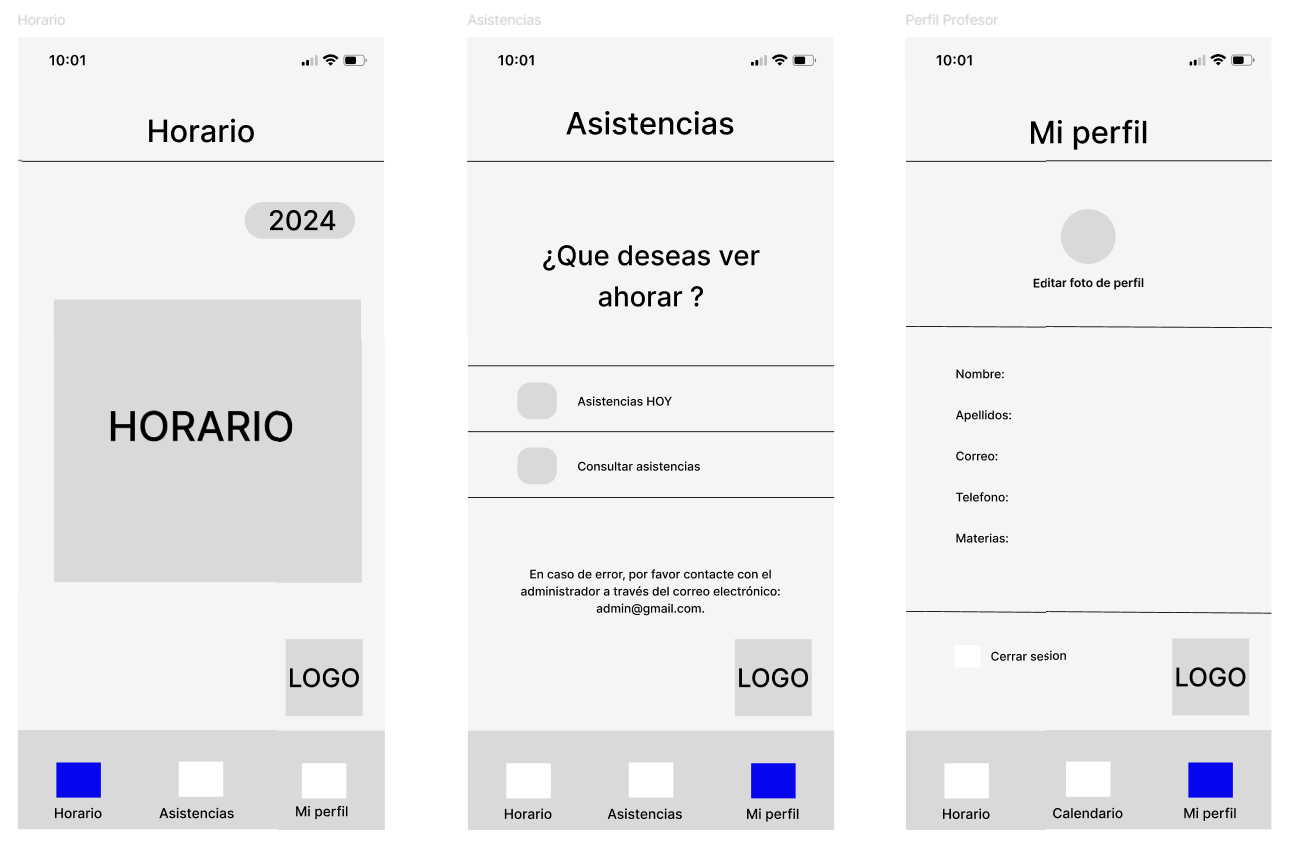 Horario
10:01
Horario
2024
HORARIO
LOGO
Horario
Asistencias
Mi perfil
Asistencias
10:01
Asistencias
¿Que deseas ver
ahorar ?
Asistencias HOY
Consultar asistencias
En caso de error, por favor contacte con el
administrador a través del correo electrónico:
admin@gmail.com.
LOGO
Horario
Asistencias
Mi perfil
Perfil Profesor
10:01
Mi perfil
Editar foto de perfil
Nombre:
Apellidos:
Correo:
Telefono:
Materias:
Cerrar sesion
LOGO
Horario
Calendario
Mi perfil